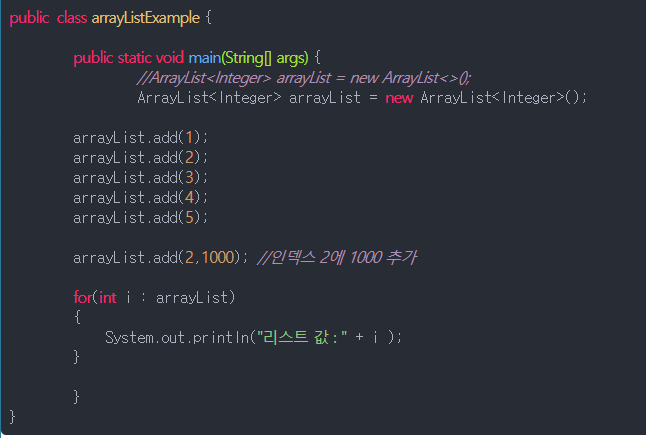 public class arrayListExample {
public static void main(String[] args) {
//ArrayList<Integer> arrayList = new ArrayList<>();
ArrayList<Integer> arrayList = new ArrayList<Integer>();
arrayList.add(1);
arrayList.add(2);
arrayList.add(3);
arrayList.add(4);
arrayList.add(5);
arrayList.add(2,1000); //인덱스 2에 1000 추가
for(int i : arrayList)
{
System.out.println("리스트 값 : " + i );
}
}
}